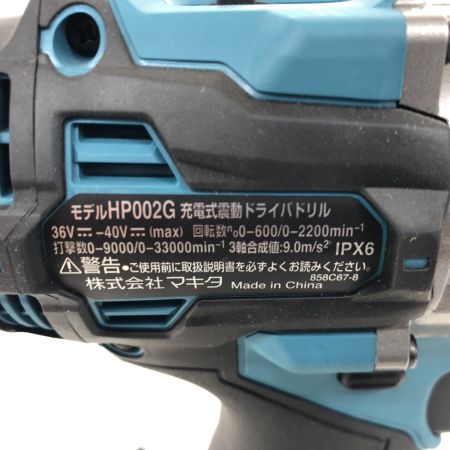 モデルHP002G 充電式震動ドライバドリル
36V⎓ -40V⎓(max) 回転数n₀0-600/0-2200min⁻¹
打撃数0-9000/0-33000min⁻¹ 3軸合成値:9.0m/s² IPX6
⚠警告・ご使用前に取扱説明書を必ずよくお読みください。
858C67-8
株式会社マキタ Made in China